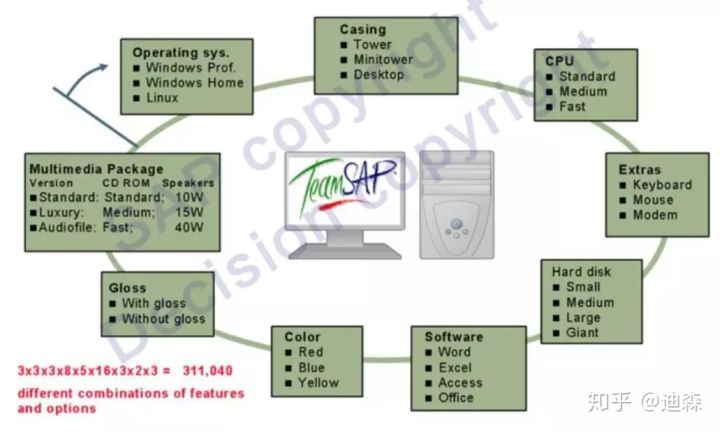 Operating sys.
■ Windows Prof.
■ Windows Home
■ Linux
Casing
■ Tower
■ Minitower
■ Desktop
CPU
■ Standard
■ Medium
■ Fast
Multimedia Package
Version CD ROM Speakers
■Standard: Standard; 10W
■Luxury: Medium; 15W
■Audiofile: Fast; 40W
TeamSAP
Extras
■ Keyboard
■ Mouse
■ Modem
Gloss
■ With gloss
■ Without gloss
Hard disk
■ Small
■ Medium
■ Large
■ Giant
Color
■ Red
■ Blue
■ Yellow
Software
■ Word
■ Excel
■ Access
■ Office
3x3x3x8x5x16x3x2x3 = 311,040
different combinations of features
and options
SAP copyright
Decision copyright
知乎 @迪森